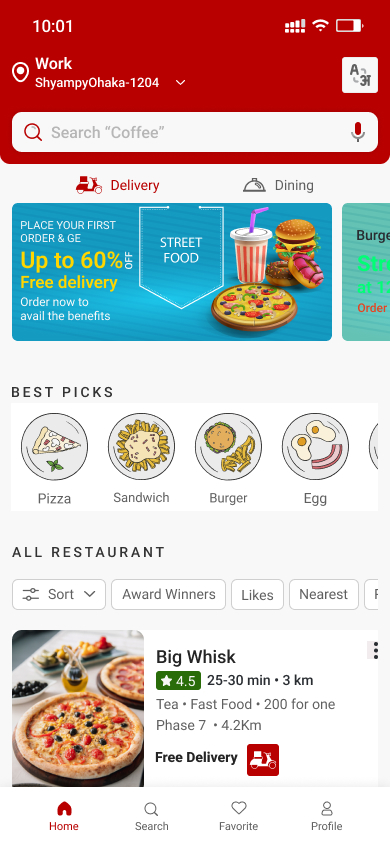 10:01
Work
ShyampyOhaka-1204
A
अ
Search “Coffee”
Delivery
Dining
PLACE YOUR FIRST
ORDER & GE
Up to 60% OFF
Free delivery
Order now to
avail the benefits
STREET
FOOD
Burge
Order
BEST PICKS
Pizza
Sandwich
Burger
Egg
ALL RESTAURANT
Sort
Award Winners
Likes
Nearest
Big Whisk
4.5 25-30 min • 3 km
Tea • Fast Food • 200 for one
Phase 7 • 4.2Km
Free Delivery
Home
Search
Favorite
Profile